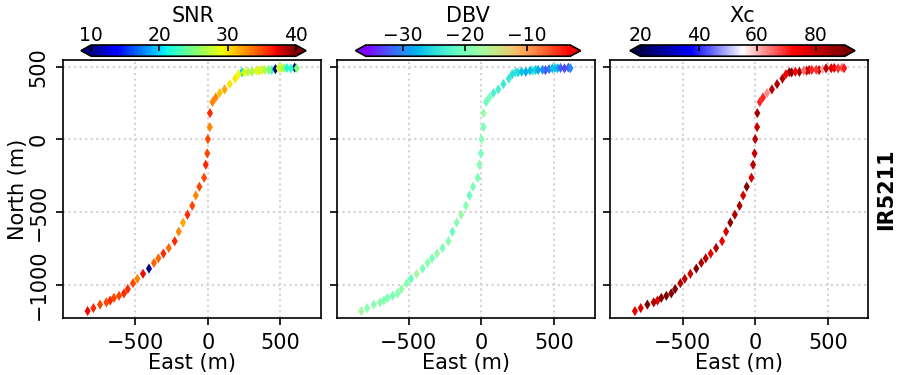 SNR
10 20 30 40
DBV
−30 −20 −10
Xc
20 40 60 80
500
0
−500
−1000
North (m)
−500 0 500
East (m)
−500 0 500
East (m)
−500 0 500
East (m)
IR5211